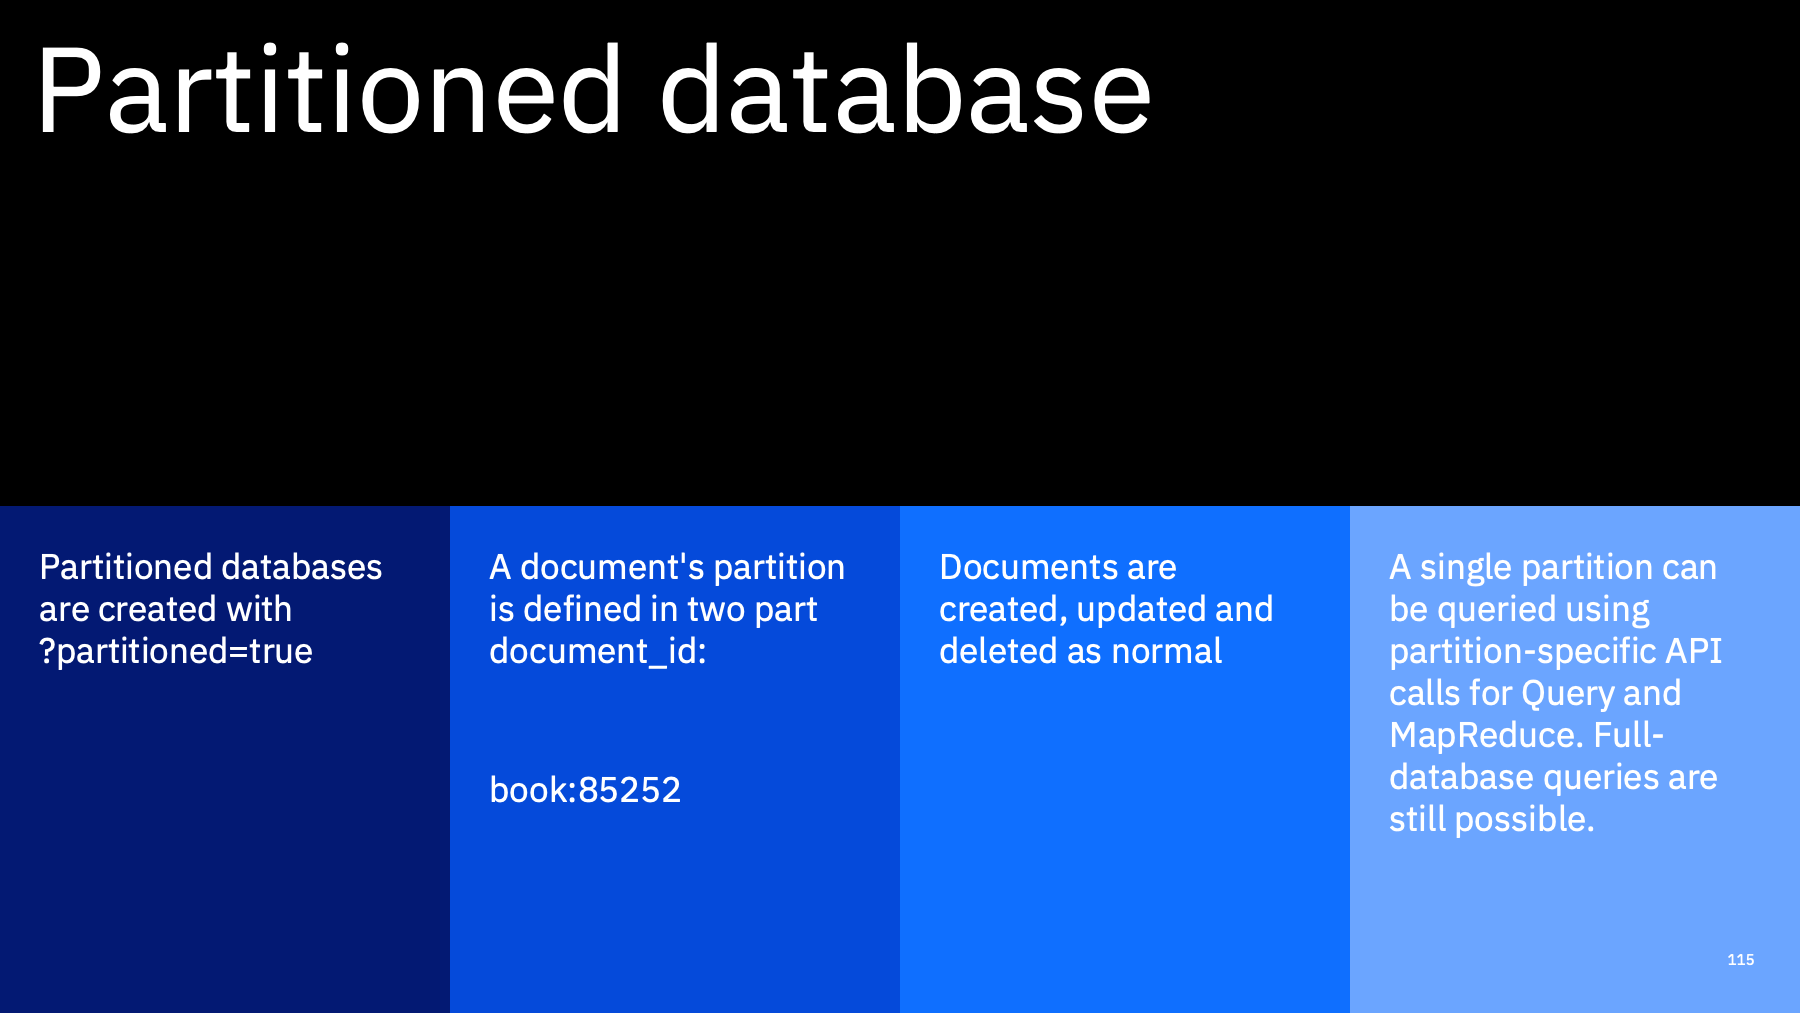 Partitioned database
Partitioned databases
are created with
?partitioned=true
A document's partition
is defined in two part
document_id:
book:85252
Documents are
created, updated and
deleted as normal
A single partition can
be queried using
partition-specific API
calls for Query and
MapReduce. Full-
database queries are
still possible.
115